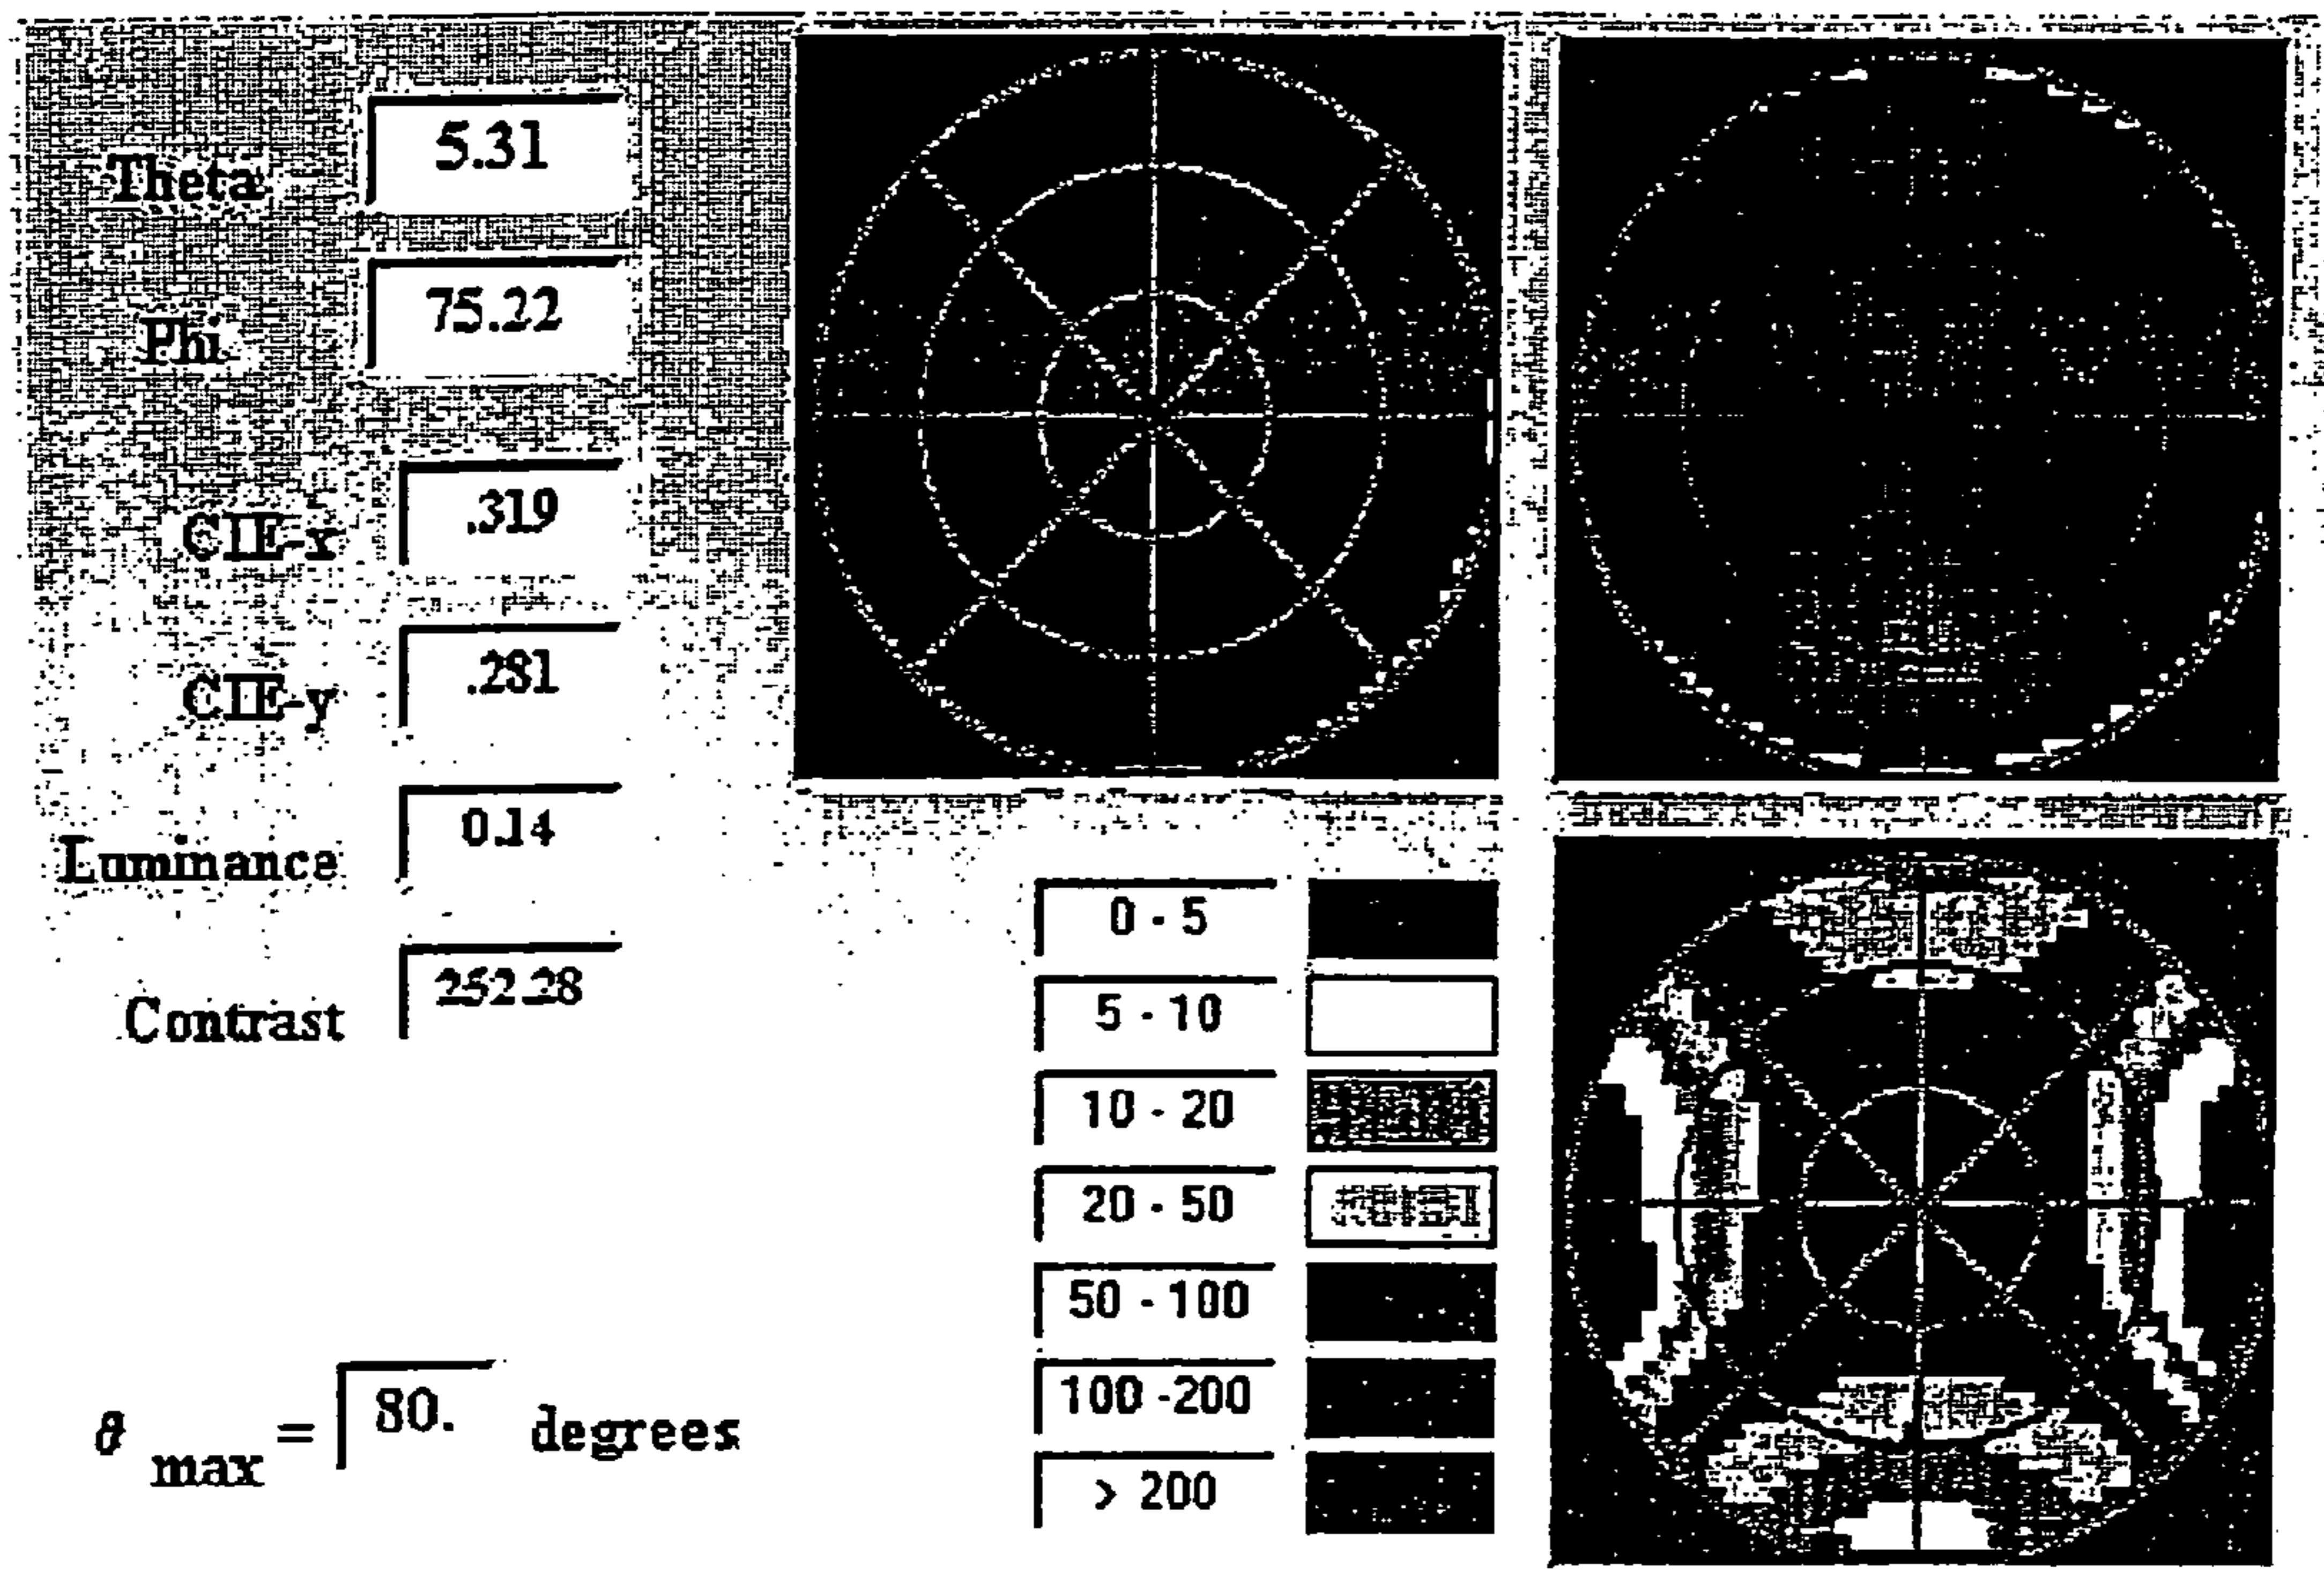 Theta 5.31
Phi 75.22
CIE-x .319
CIE-y .281
Luminance 0.14
Contrast 252.28
ϑ max = 80. degrees
0 - 5
5 - 10
10 - 20
20 - 50
50 - 100
100 -200
> 200